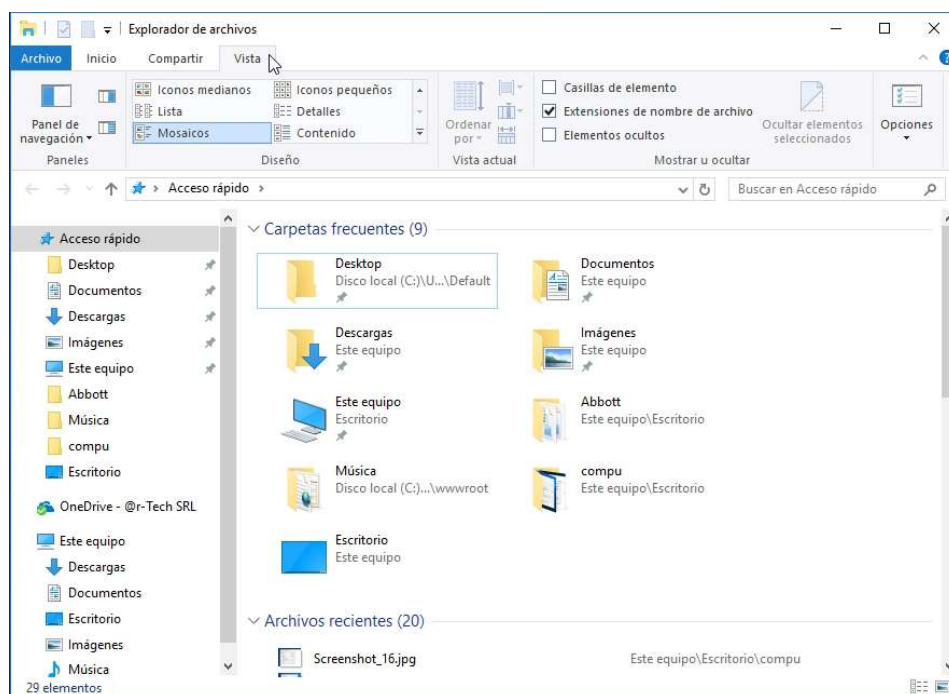 Explorador de archivos
Archivo Inicio Compartir Vista
Panel de navegación
Iconos medianos Iconos pequeños
Lista Detalles
Mosaicos Contenido
Ordenar por
Casillas de elemento
Extensiones de nombre de archivo
Elementos ocultos
Ocultar elementos seleccionados
Opciones
Paneles Diseño Vista actual Mostrar u ocultar
Acceso rápido
Buscar en Acceso rápido
Acceso rápido
Desktop
Documentos
Descargas
Imágenes
Este equipo
Abbott
Música
compu
Escritorio
OneDrive - @r-Tech SRL
Este equipo
Descargas
Documentos
Escritorio
Imágenes
Música
Carpetas frecuentes (9)
Desktop
Disco local (C:)\U...\Default
Documentos
Este equipo
Descargas
Este equipo
Imágenes
Este equipo
Este equipo
Escritorio
Abbott
Este equipo\Escritorio
Música
Disco local (C:)...\wwwroot
compu
Este equipo\Escritorio
Escritorio
Este equipo
Archivos recientes (20)
Screenshot_16.jpg Este equipo\Escritorio\compu
29 elementos